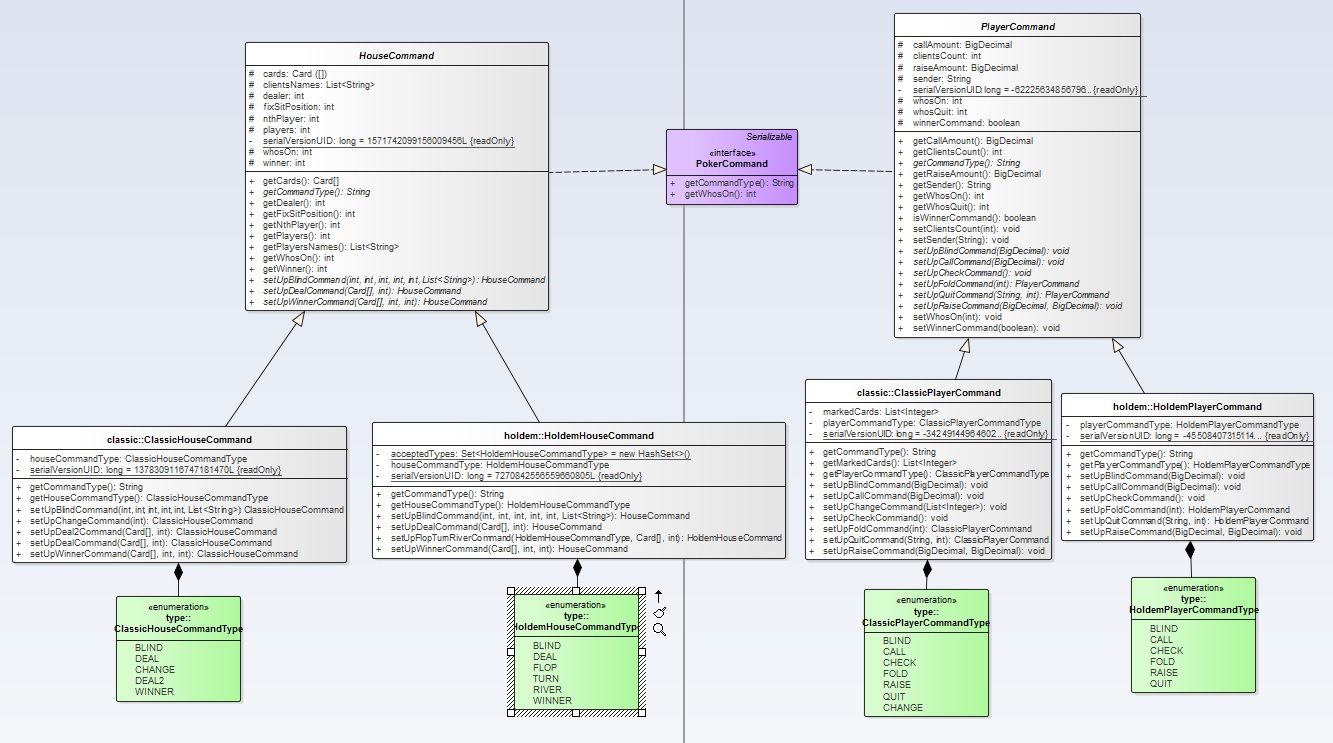 HouseCommand
# cards: Card ([])
# clientsNames: List<String>
# dealer: int
# fixSitPosition: int
# nthPlayer: int
# players: int
- serialVersionUID: long = 1571742099156009456L {readOnly}
# whosOn: int
# winner: int
+ getCards(): Card[]
+ getCommandType(): String
+ getDealer(): int
+ getFixSitPosition(): int
+ getNthPlayer(): int
+ getPlayers(): int
+ getPlayersNames(): List<String>
+ getWhosOn(): int
+ getWinner(): int
+ setUpBlindCommand(int, int, int, int, int, List<String>): HouseCommand
+ setUpDealCommand(Card[], int): HouseCommand
+ setUpWinnerCommand(Card[], int, int): HouseCommand
Serializable
«interface»
PokerCommand
+ getCommandType(): String
+ getWhosOn(): int
PlayerCommand
# callAmount: BigDecimal
# clientsCount: int
# raiseAmount: BigDecimal
# sender: String
- serialVersionUID: long = -62225634856796... {readOnly}
# whosOn: int
# whosQuit: int
# winnerCommand: boolean
+ getCallAmount(): BigDecimal
+ getClientsCount(): int
+ getCommandType(): String
+ getRaiseAmount(): BigDecimal
+ getSender(): String
+ getWhosOn(): int
+ getWhosQuit(): int
+ isWinnerCommand(): boolean
+ setClientsCount(int): void
+ setSender(String): void
+ setUpBlindCommand(BigDecimal): void
+ setUpCallCommand(BigDecimal): void
+ setUpCheckCommand(): void
+ setUpFoldCommand(int): PlayerCommand
+ setUpQuitCommand(String, int): PlayerCommand
+ setUpRaiseCommand(BigDecimal, BigDecimal): void
+ setWhosOn(int): void
+ setWinnerCommand(boolean): void
classic::ClassicHouseCommand
- houseCommandType: ClassicHouseCommandType
- serialVersionUID: long = 1378309116747181470L {readOnly}
+ getCommandType(): String
+ getHouseCommandType(): ClassicHouseCommandType
+ setUpBlindCommand(int, int, int, int, int, List<String>): ClassicHouseCommand
+ setUpChangeCommand(int): ClassicHouseCommand
+ setUpDeal2Command(Card[], int): ClassicHouseCommand
+ setUpDealCommand(Card[], int): ClassicHouseCommand
+ setUpWinnerCommand(Card[], int, int): ClassicHouseCommand
holdem::HoldemHouseCommand
- acceptedTypes: Set<HoldemHouseCommandType> = new HashSet<>()
- houseCommandType: HoldemHouseCommandType
- serialVersionUID: long = 7270842556559660805L {readOnly}
+ getCommandType(): String
+ getHouseCommandType(): HoldemHouseCommandType
+ setUpBlindCommand(int, int, int, int, int, List<String>): HouseCommand
+ setUpDealCommand(Card[], int): HouseCommand
+ setUpFlopTurnRiverCommand(HoldemHouseCommandType, Card[], int): HoldemHouseCommand
+ setUpWinnerCommand(Card[], int, int): HouseCommand
classic::ClassicPlayerCommand
- markedCards: List<Integer>
- playerCommandType: ClassicPlayerCommandType
- serialVersionUID: long = -34249144964602... {readOnly}
+ getCommandType(): String
+ getMarkedCards(): List<Integer>
+ getPlayerCommandType(): ClassicPlayerCommandType
+ setUpBlindCommand(BigDecimal): void
+ setUpCallCommand(BigDecimal): void
+ setUpChangeCommand(List<Integer>): void
+ setUpCheckCommand(): void
+ setUpFoldCommand(int): ClassicPlayerCommand
+ setUpQuitCommand(String, int): ClassicPlayerCommand
+ setUpRaiseCommand(BigDecimal, BigDecimal): void
holdem::HoldemPlayerCommand
- playerCommandType: HoldemPlayerCommandType
- serialVersionUID: long = -45508407315114... {readOnly}
+ getCommandType(): String
+ getPlayerCommandType(): HoldemPlayerCommandType
+ setUpBlindCommand(BigDecimal): void
+ setUpCallCommand(BigDecimal): void
+ setUpCheckCommand(): void
+ setUpFoldCommand(int): HoldemPlayerCommand
+ setUpQuitCommand(String, int): HoldemPlayerCommand
+ setUpRaiseCommand(BigDecimal, BigDecimal): void
«enumeration»
type::
ClassicHouseCommandType
BLIND
DEAL
CHANGE
DEAL2
WINNER
«enumeration»
type::
HoldemHouseCommandType
BLIND
DEAL
FLOP
TURN
RIVER
WINNER
«enumeration»
type::
ClassicPlayerCommandType
BLIND
CALL
CHECK
FOLD
RAISE
QUIT
CHANGE
«enumeration»
type::
HoldemPlayerCommandType
BLIND
CALL
CHECK
FOLD
RAISE
QUIT